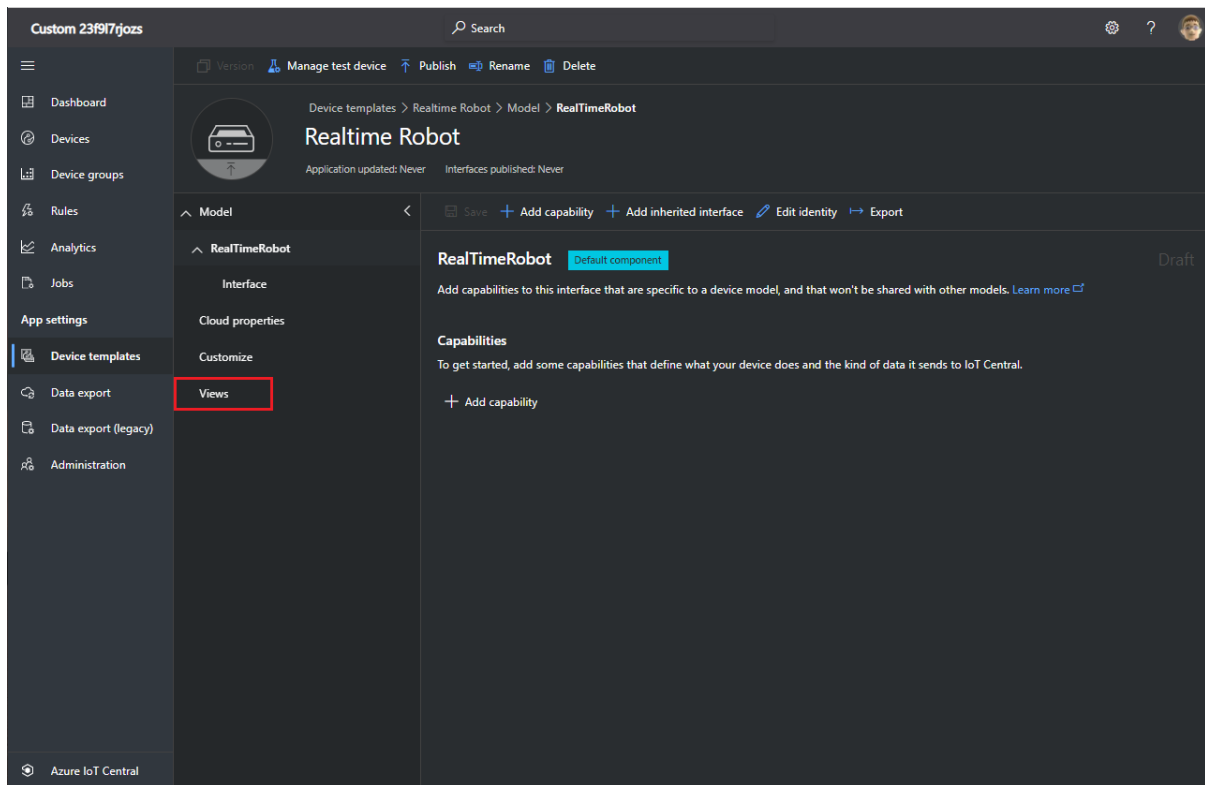 Custom 23f9l7rjozs
Search
?
Version Manage test device Publish Rename Delete
Dashboard
Devices
Device groups
Rules
Analytics
Jobs
App settings
Device templates
Data export
Data export (legacy)
Administration
Azure IoT Central
Device templates > Realtime Robot > Model > RealTimeRobot
Realtime Robot
Application updated: Never Interfaces published: Never
Model
RealTimeRobot
Interface
Cloud properties
Customize
Views
Save Add capability Add inherited interface Edit identity Export
RealTimeRobot Default component Draft
Add capabilities to this interface that are specific to a device model, and that won't be shared with other models. Learn more
Capabilities
To get started, add some capabilities that define what your device does and the kind of data it sends to IoT Central.
Add capability